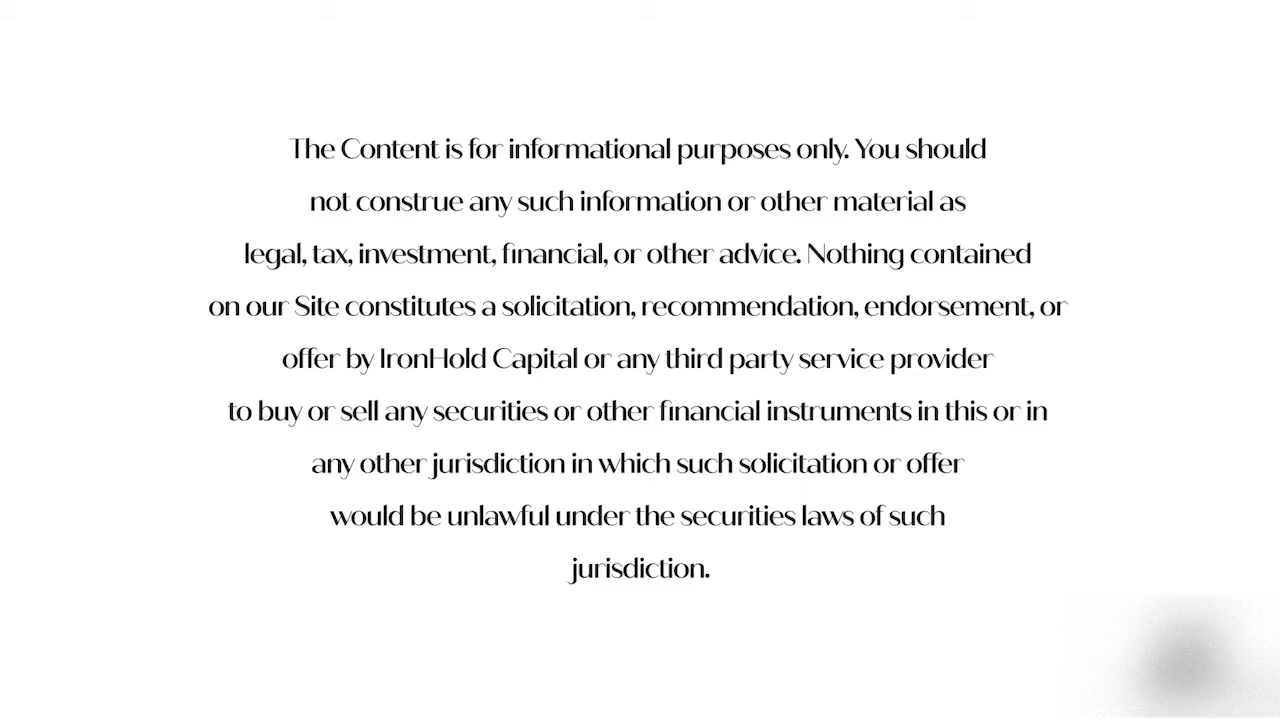 The Content is for informational purposes only. You should
not construe any such information or other material as
legal, tax, investment, financial, or other advice. Nothing contained
on our Site constitutes a solicitation, recommendation, endorsement, or
offer by IronHold Capital or any third party service provider
to buy or sell any securities or other financial instruments in this or in
any other jurisdiction in which such solicitation or offer
would be unlawful under the securities laws of such
jurisdiction.